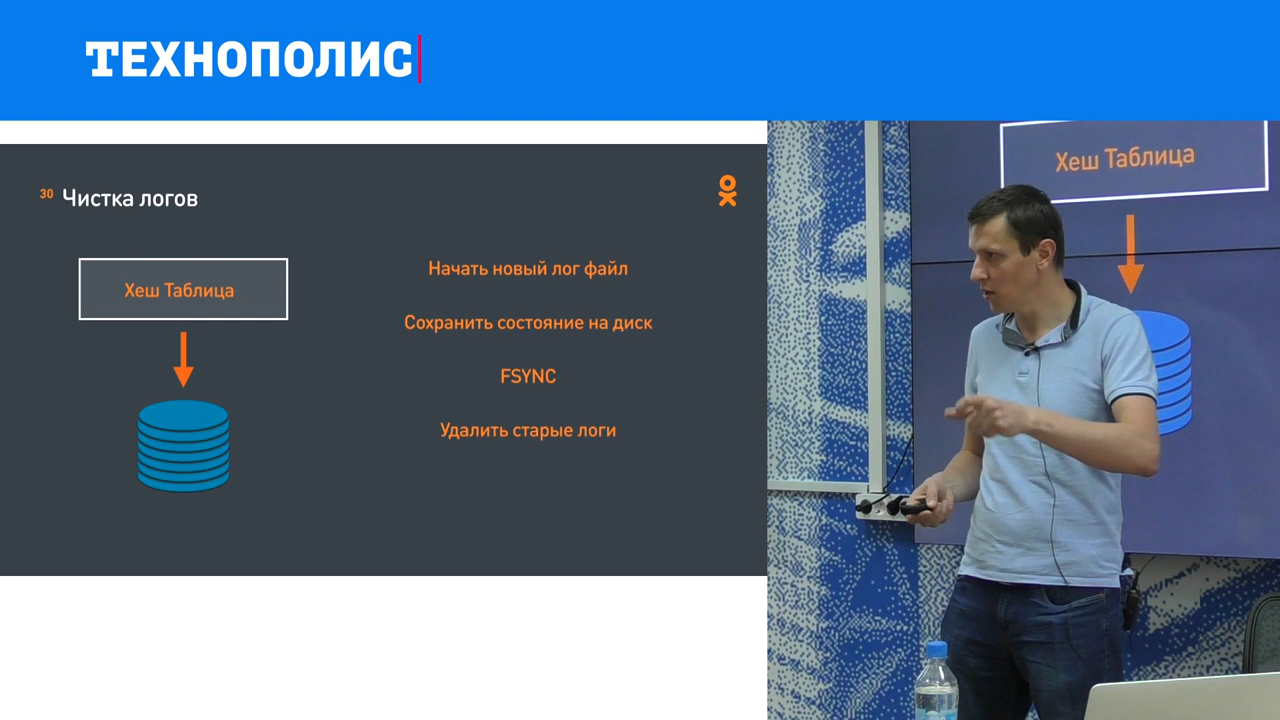 ТЕХНОПОЛИС
30 Чистка логов
Хеш Таблица
Начать новый лог файл
Сохранить состояние на диск
FSYNC
Удалить старые логи
Хеш Таблица